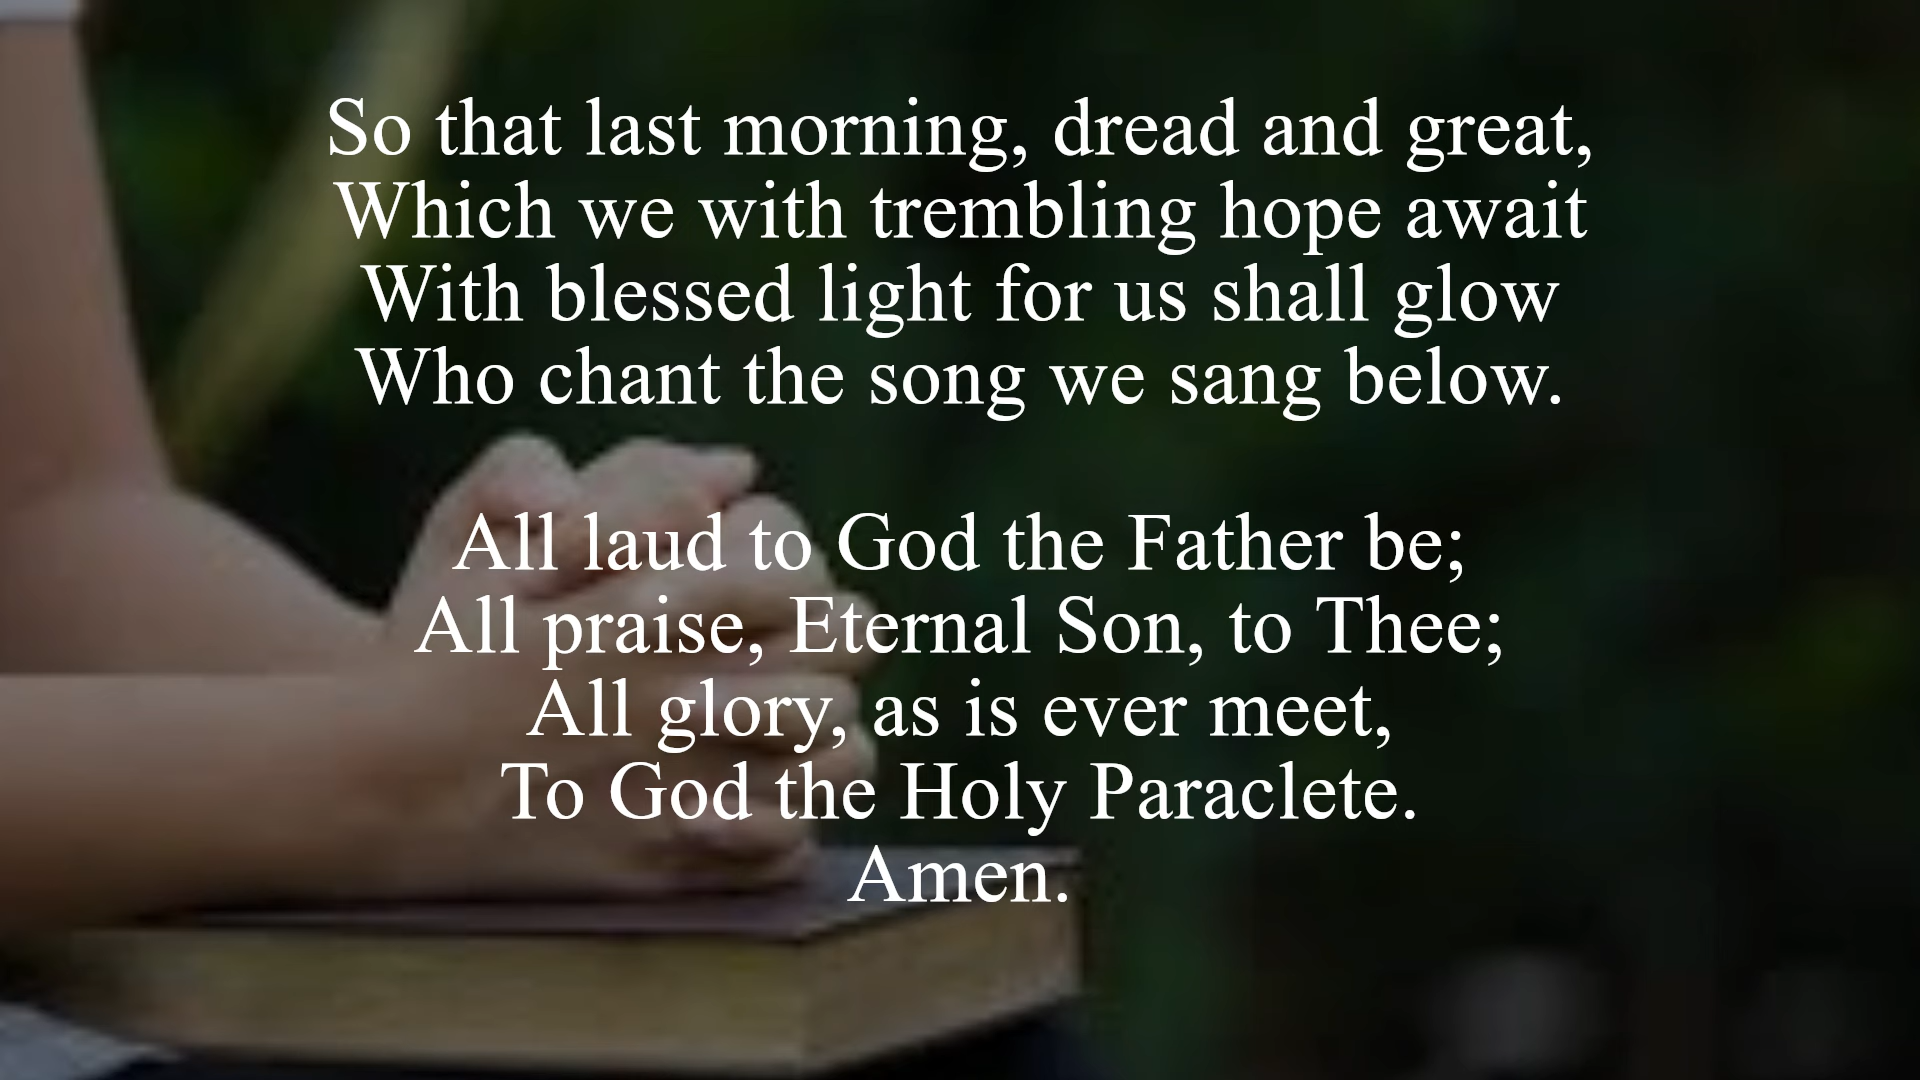 So that last morning, dread and great,
Which we with trembling hope await
With blessed light for us shall glow
Who chant the song we sang below.
All laud to God the Father be;
All praise, Eternal Son, to Thee;
All glory, as is ever meet,
To God the Holy Paraclete.
Amen.